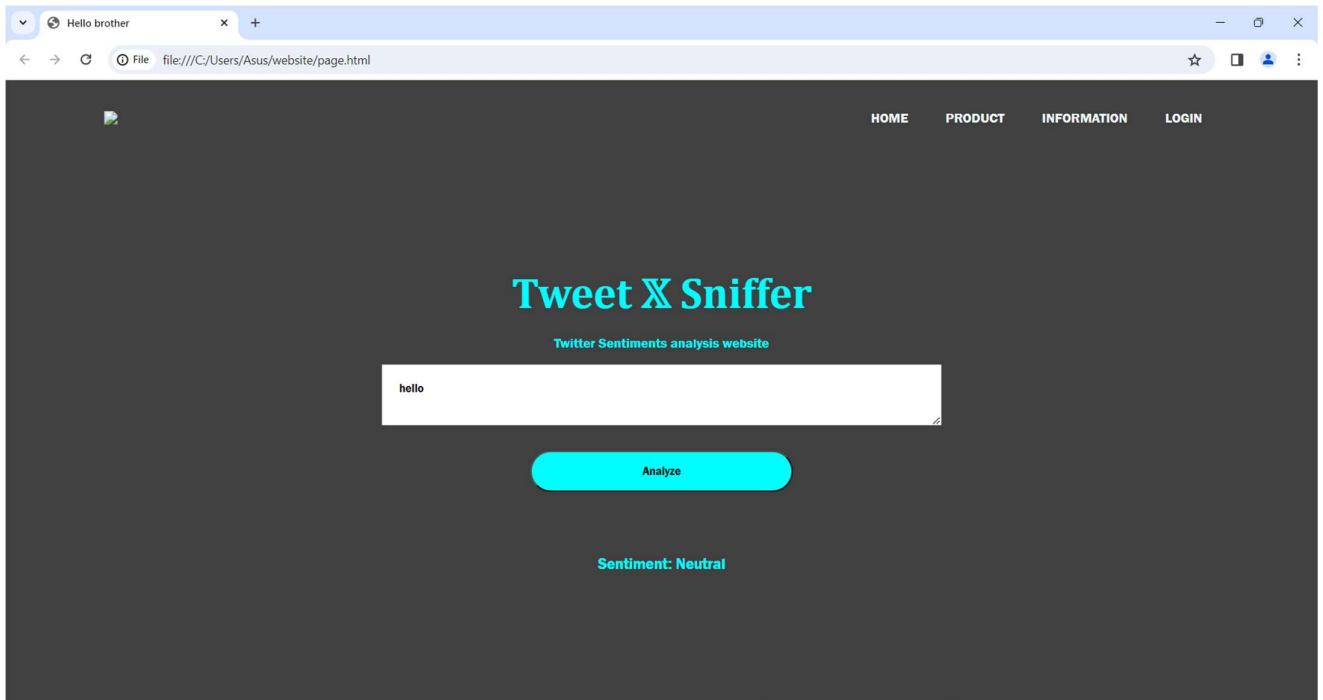 Hello brother
File file:///C:/Users/Asus/website/page.html
HOME PRODUCT INFORMATION LOGIN
Tweet 𝕏 Sniffer
Twitter Sentiments analysis website
hello
Analyze
Sentiment: Neutral